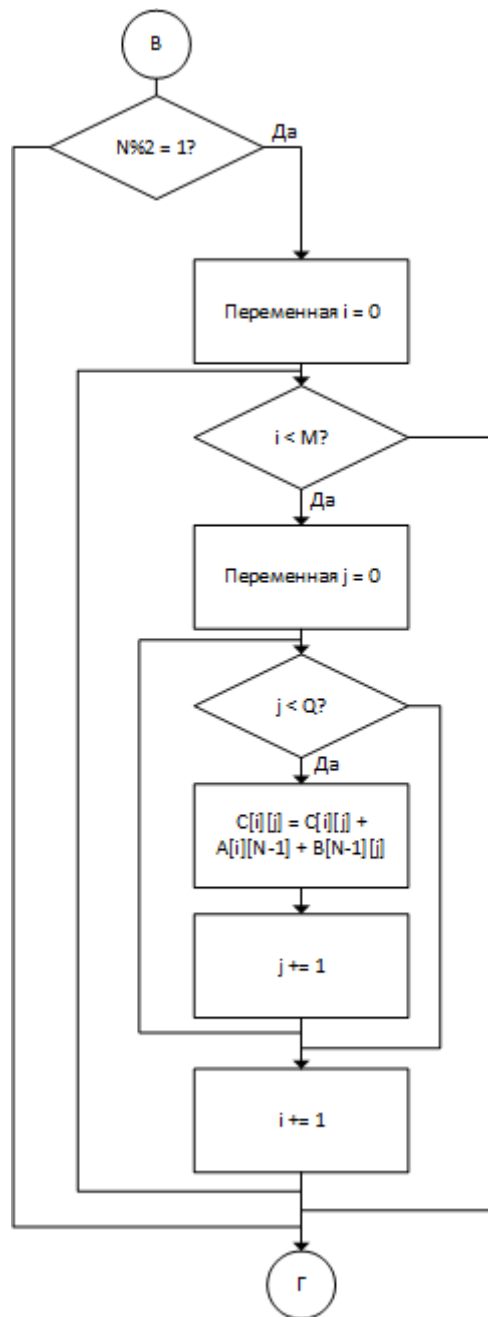 В
N%2 = 1?
Да
Переменная i = 0
i < M?
Да
Переменная j = 0
j < Q?
Да
C[i][j] = C[i][j] +
A[i][N-1] + B[N-1][j]
j += 1
i += 1
Г